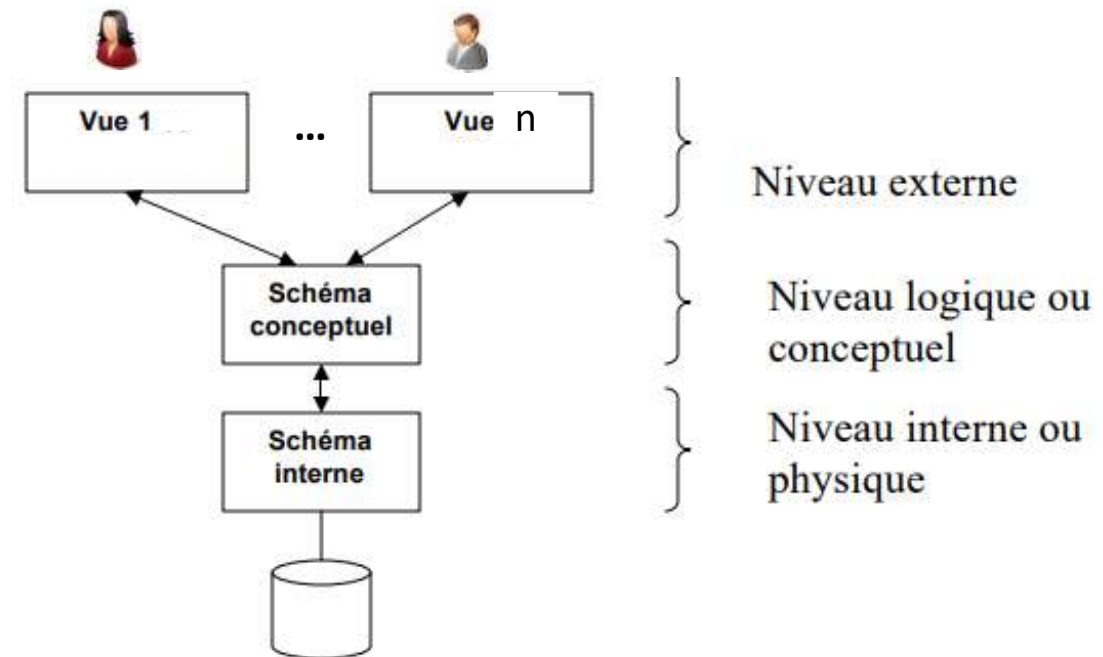 Vue 1
...
Vue n
Niveau externe
Schéma
conceptuel
Niveau logique ou
conceptuel
Schéma
interne
Niveau interne ou
physique